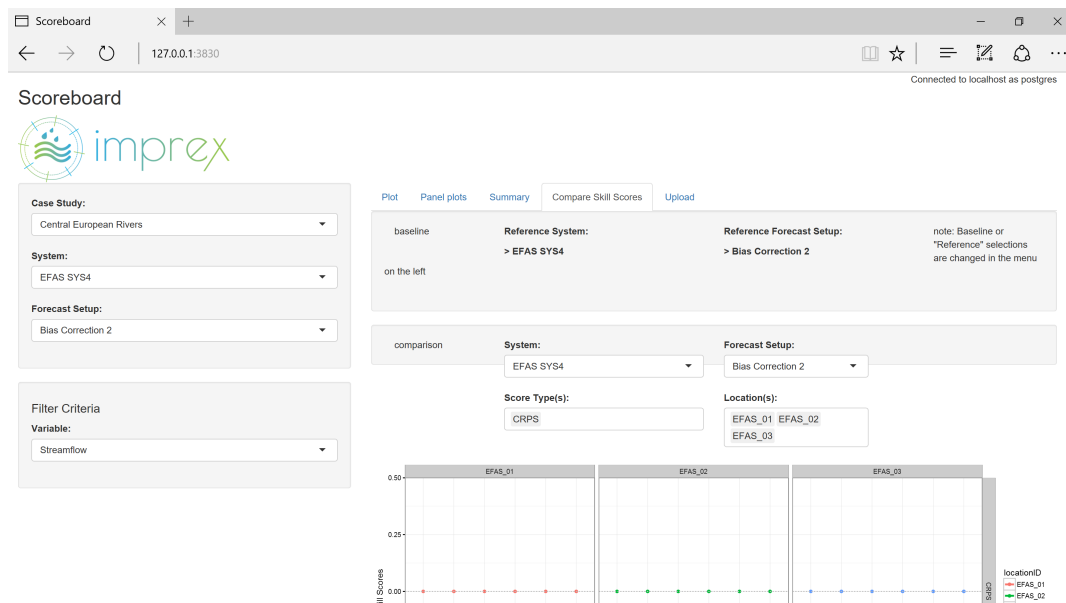 Scoreboard
127.0.0.1:3830
Connected to localhost as postgres
Scoreboard
imprex
Case Study:
Central European Rivers
System:
EFAS SYS4
Forecast Setup:
Bias Correction 2
Filter Criteria
Variable:
Streamflow
Plot Panel plots Summary Compare Skill Scores Upload
baseline
on the left
Reference System:
> EFAS SYS4
Reference Forecast Setup:
> Bias Correction 2
note: Baseline or
"Reference" selections
are changed in the menu
comparison
System:
EFAS SYS4
Forecast Setup:
Bias Correction 2
Score Type(s):
CRPS
Location(s):
EFAS_01 EFAS_02
EFAS_03
EFAS_01 EFAS_02 EFAS_03
0.50
0.25
0.00
Scores
CRPS
locationID
EFAS_01
EFAS_02